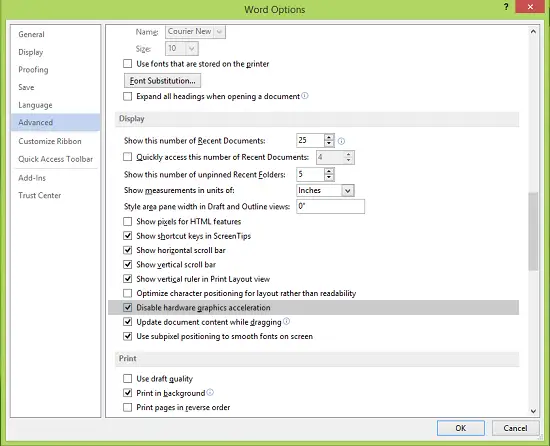 Word Options
?
General
Display
Proofing
Save
Language
Advanced
Customize Ribbon
Quick Access Toolbar
Add-Ins
Trust Center
Name: Courier New
Size: 10
Use fonts that are stored on the printer
Font Substitution...
Expand all headings when opening a document
Display
Show this number of Recent Documents: 25
Quickly access this number of Recent Documents: 4
Show this number of unpinned Recent Folders: 5
Show measurements in units of: Inches
Style area pane width in Draft and Outline views: 0"
Show pixels for HTML features
Show shortcut keys in ScreenTips
Show horizontal scroll bar
Show vertical scroll bar
Show vertical ruler in Print Layout view
Optimize character positioning for layout rather than readability
Disable hardware graphics acceleration
Update document content while dragging
Use subpixel positioning to smooth fonts on screen
Print
Use draft quality
Print in background
Print pages in reverse order
OK Cancel